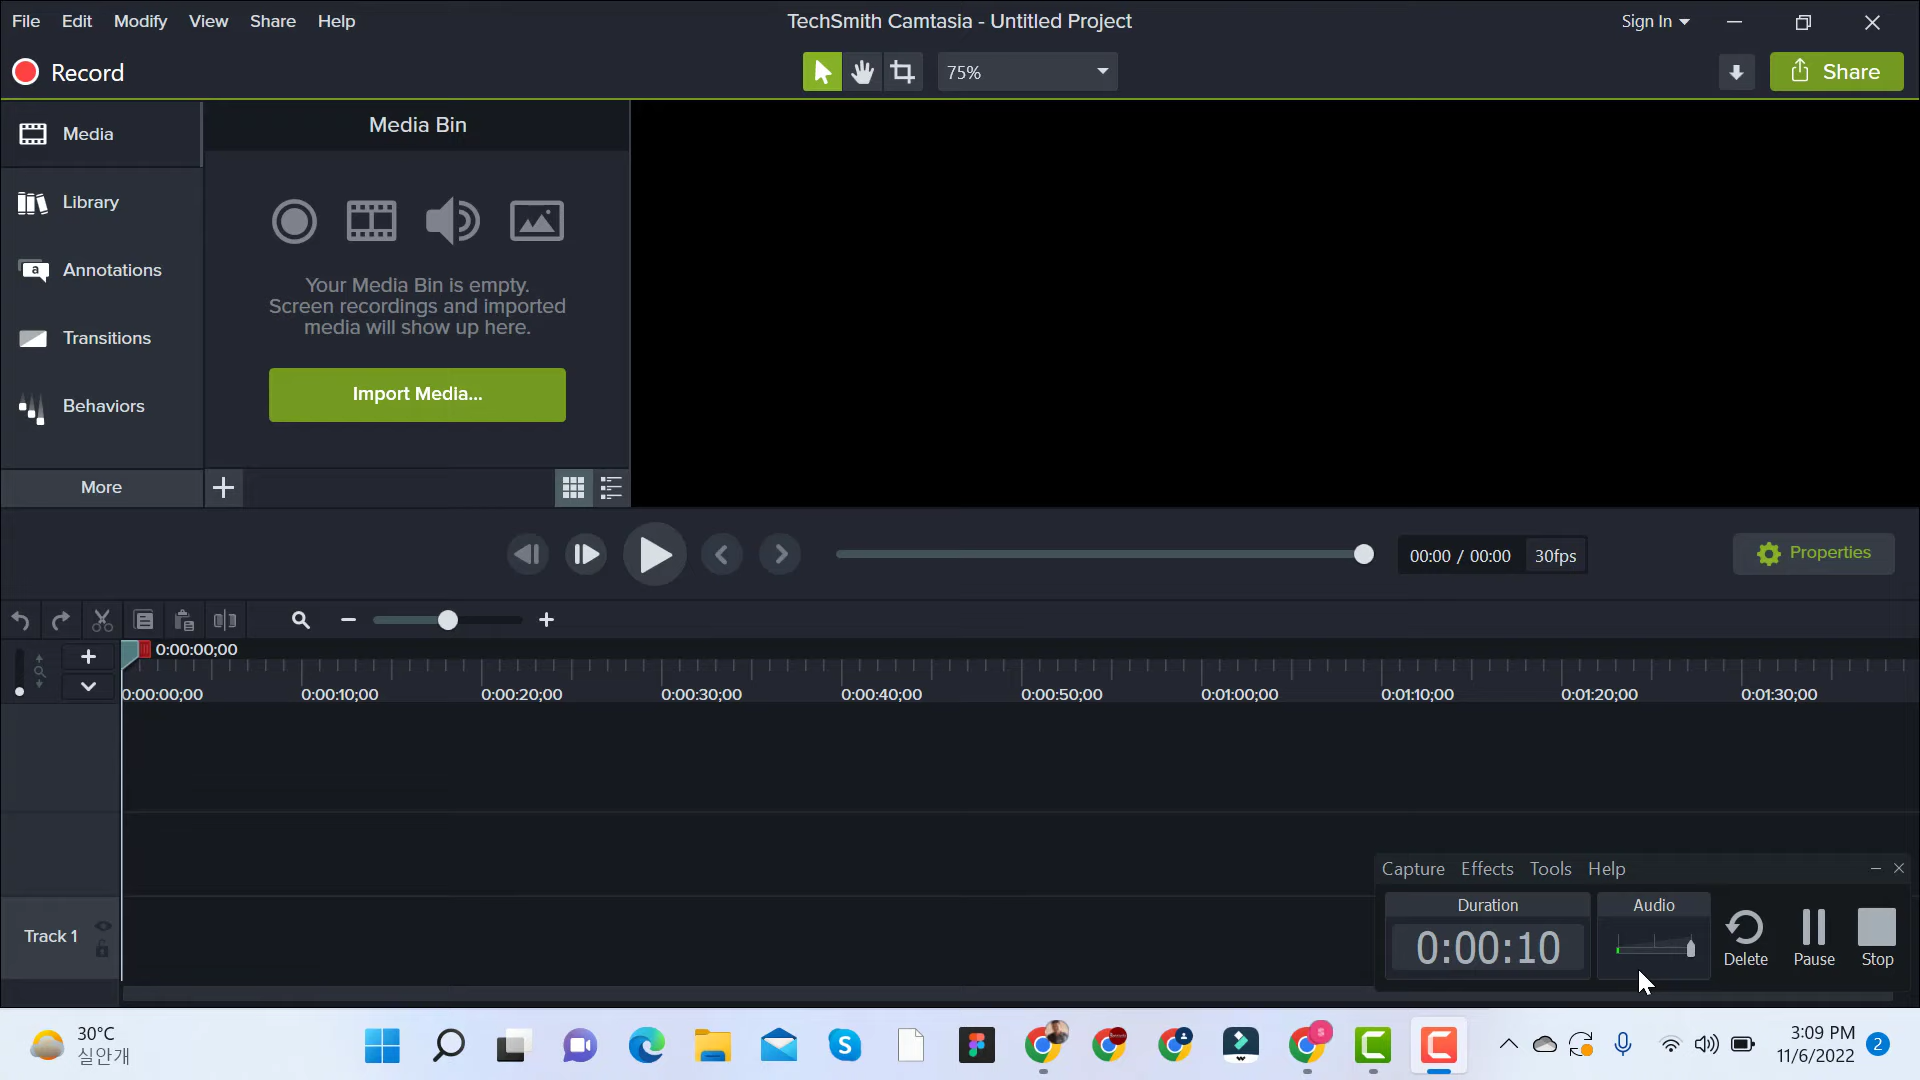 File Edit Modify View Share Help
TechSmith Camtasia - Untitled Project
Sign In
Record
75%
Share
Media
Library
Annotations
Transitions
Behaviors
More
Media Bin
Your Media Bin is empty.
Screen recordings and imported
media will show up here.
Import Media...
00:00 / 00:00
30fps
Properties
0:00:00;00
0:00:00;00 0:00:10;00 0:00:20;00 0:00:30;00 0:00:40;00 0:00:50;00 0:01:00;00 0:01:10;00 0:01:20;00 0:01:30;00
Track 1
Capture Effects Tools Help
Duration
0:00:10
Audio
Delete
Pause
Stop
30°C
실안개
3:09 PM
11/6/2022
2